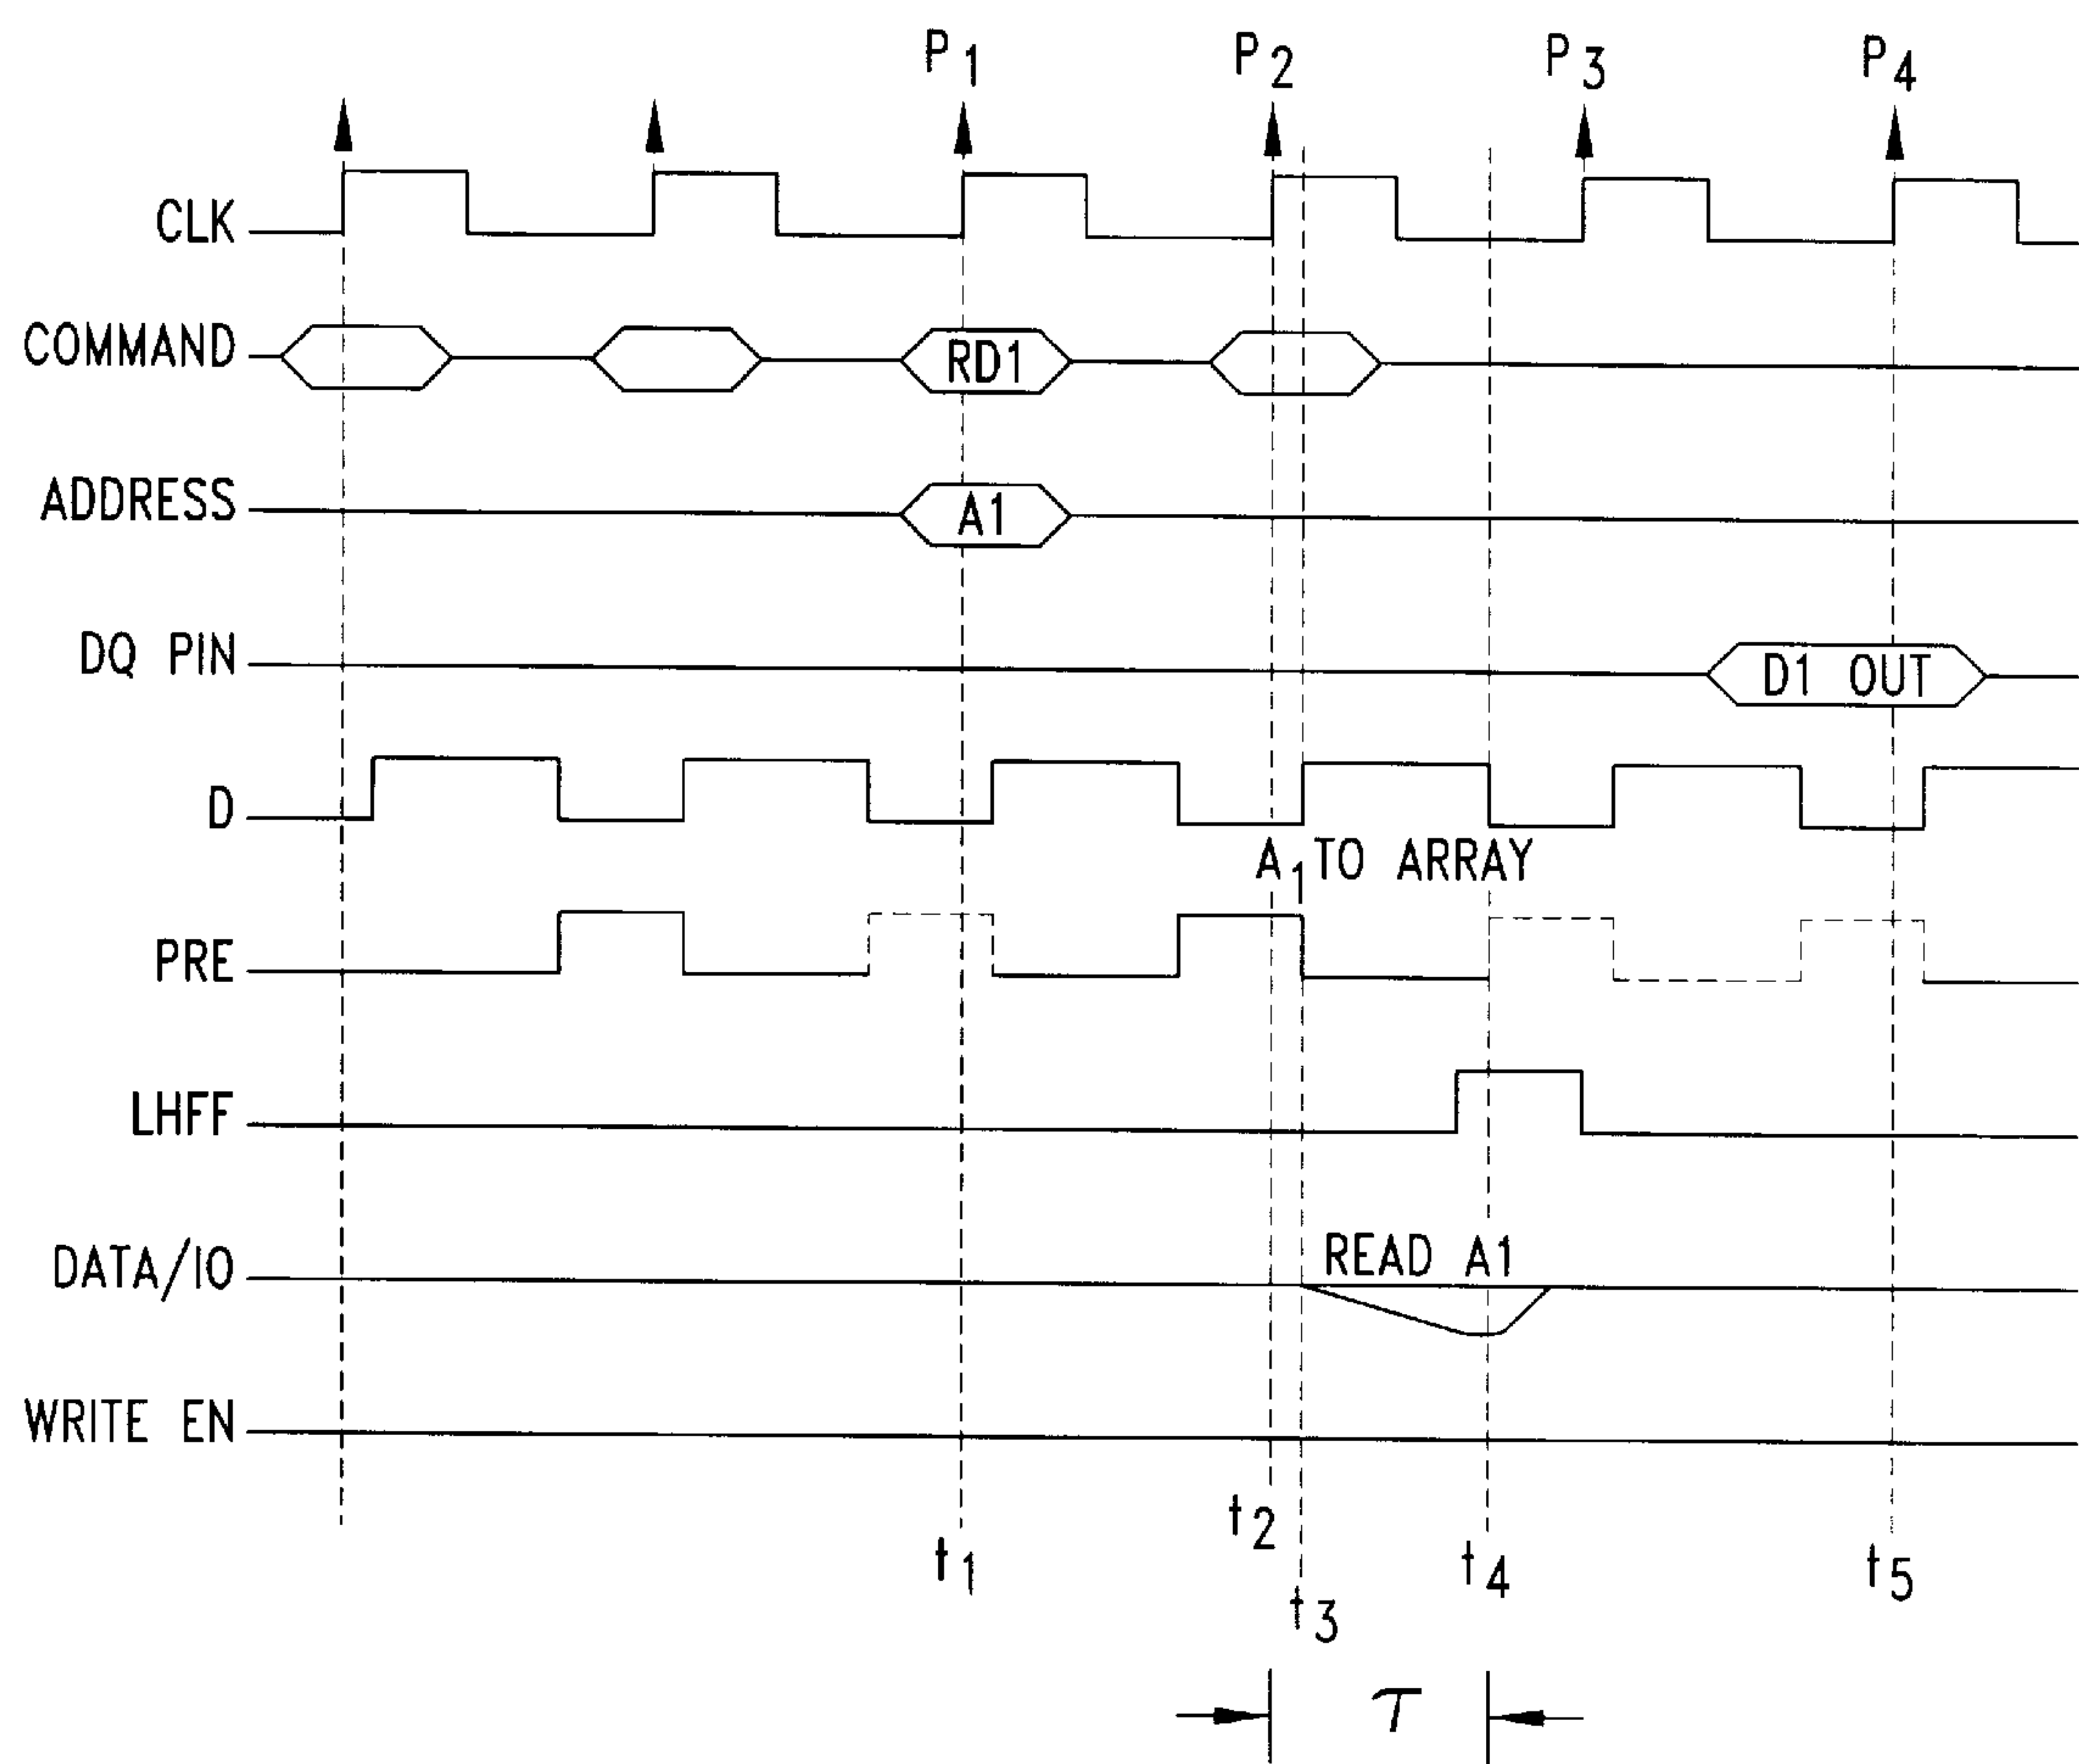 P1 P2 P3 P4
CLK
COMMAND RD1
ADDRESS A1
DQ PIN D1 OUT
D
A1 TO ARRAY
PRE
LHFF
DATA/IO READ A1
WRITE EN
t2
t1 t4 t5
t3
τ